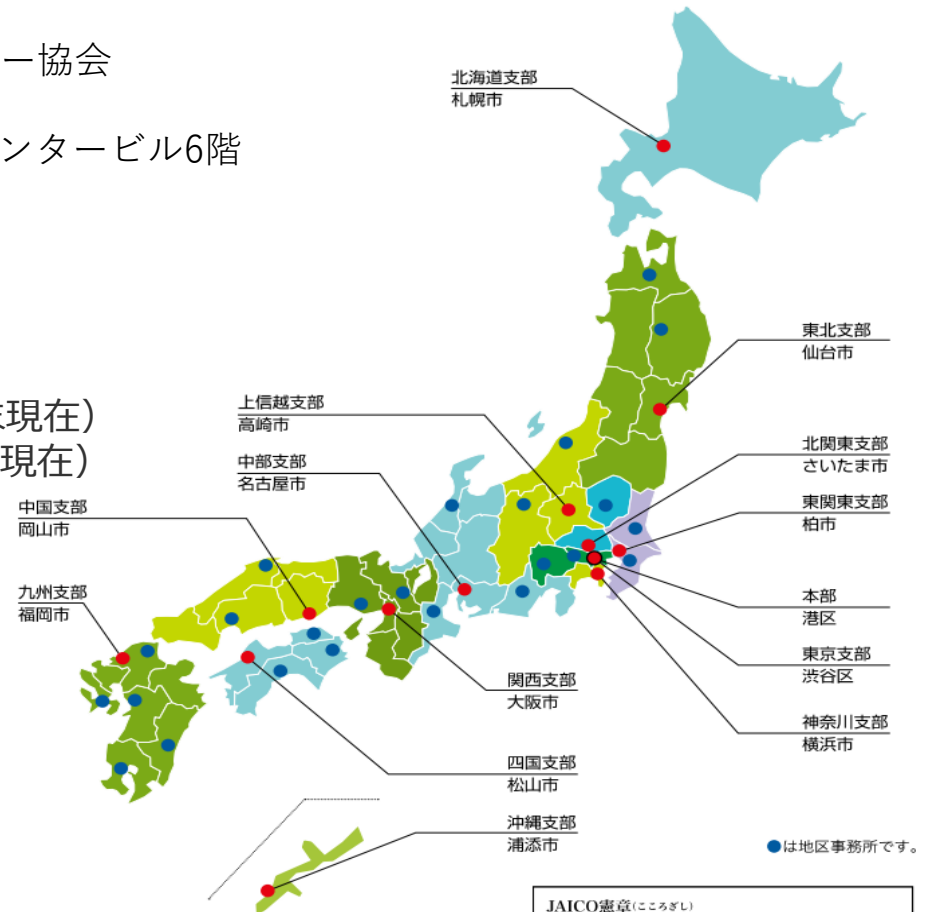 ー協会
ンタービル6階
現在）
現在）
北海道支部
札幌市
東北支部
仙台市
上信越支部
高崎市
北関東支部
さいたま市
中部支部
名古屋市
東関東支部
柏市
中国支部
岡山市
九州支部
福岡市
本部
港区
東京支部
渋谷区
関西支部
大阪市
神奈川支部
横浜市
四国支部
松山市
沖縄支部
浦添市
●は地区事務所です。
JAICO憲章(こころざし)